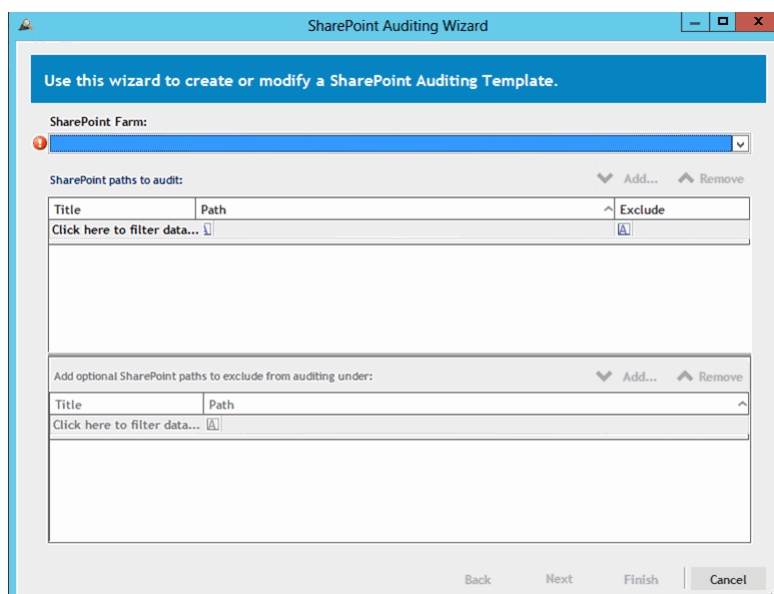 SharePoint Auditing Wizard
Use this wizard to create or modify a SharePoint Auditing Template.
SharePoint Farm:
SharePoint paths to audit:
Add...
Remove
Title
Path
Exclude
Click here to filter data...
Add optional SharePoint paths to exclude from auditing under:
Add...
Remove
Title
Path
Click here to filter data...
Back
Next
Finish
Cancel